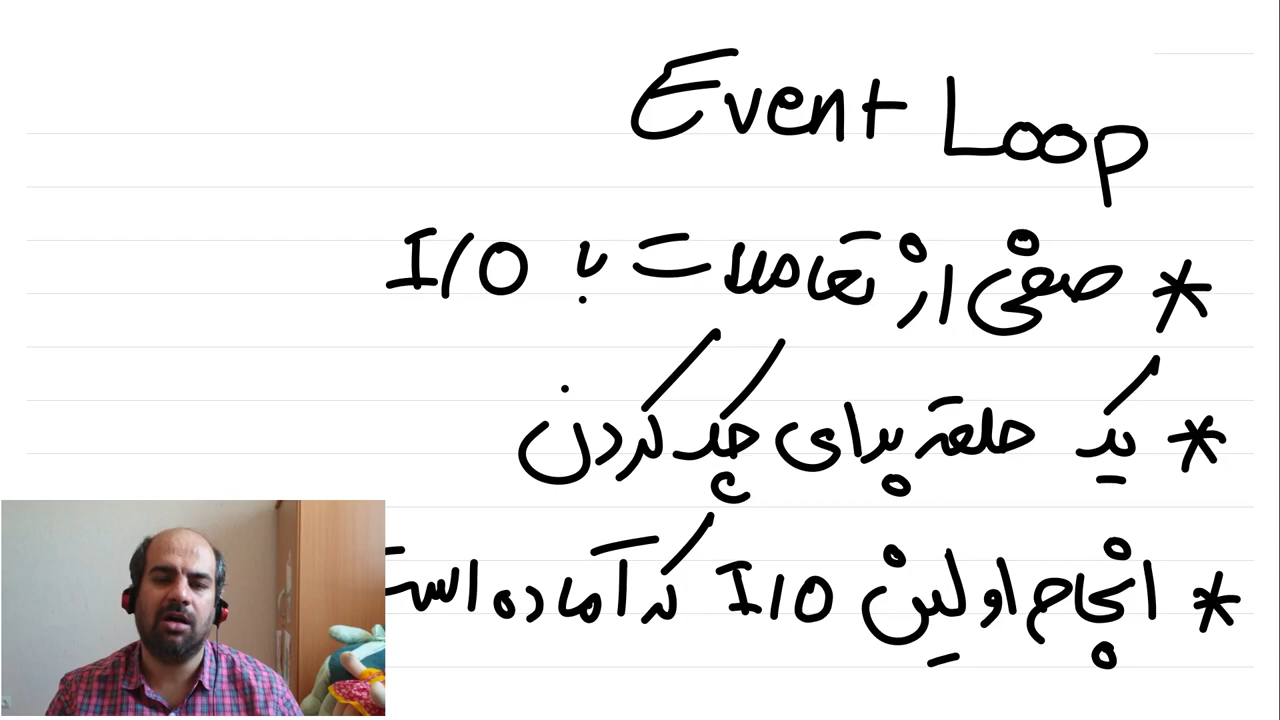 Event Loop
* صفی از تعاملات با I/O
* یک حلقه برای چک کردن
* انجام اولین I/O که آماده است